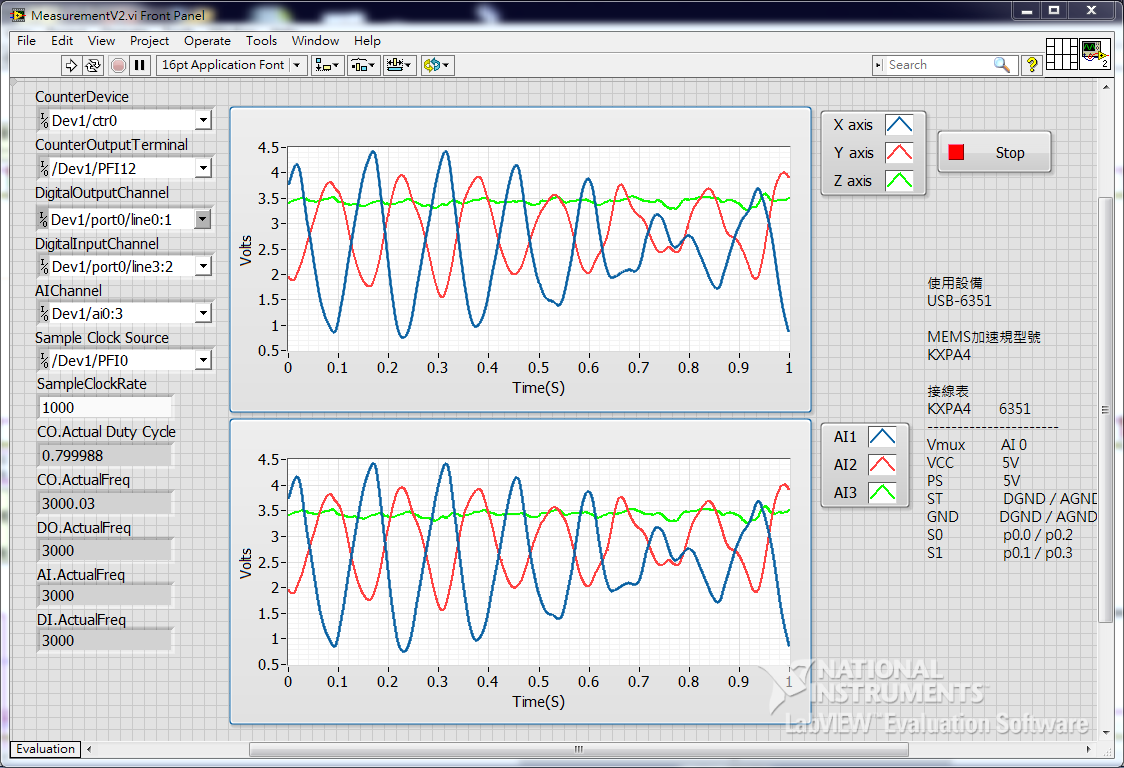 MeasurementV2.vi Front Panel
File Edit View Project Operate Tools Window Help
16pt Application Font
Search
?
2
CounterDevice
Dev1/ctr0
CounterOutputTerminal
/Dev1/PFI12
DigitalOutputChannel
Dev1/port0/line0:1
DigitalInputChannel
Dev1/port0/line3:2
AIChannel
Dev1/ai0:3
Sample Clock Source
/Dev1/PFI0
SampleClockRate
1000
CO.Actual Duty Cycle
0.799988
CO.ActualFreq
3000.03
DO.ActualFreq
3000
AI.ActualFreq
3000
DI.ActualFreq
3000
4.5
4
3.5
3
2.5
2
1.5
1
0.5
Volts
0 0.1 0.2 0.3 0.4 0.5 0.6 0.7 0.8 0.9 1
Time(S)
X axis
Y axis
Z axis
Stop
4.5
4
3.5
3
2.5
2
1.5
1
0.5
Volts
0 0.1 0.2 0.3 0.4 0.5 0.6 0.7 0.8 0.9 1
Time(S)
AI1
AI2
AI3
使用設備
USB-6351
MEMS加速規型號
KXPA4
接線表
KXPA4 6351
----------------------
Vmux AI 0
VCC 5V
PS 5V
ST DGND / AGND
GND DGND / AGND
S0 p0.0 / p0.2
S1 p0.1 / p0.3
NATIONAL
INSTRUMENTS
LabVIEW™ Evaluation Software
Evaluation